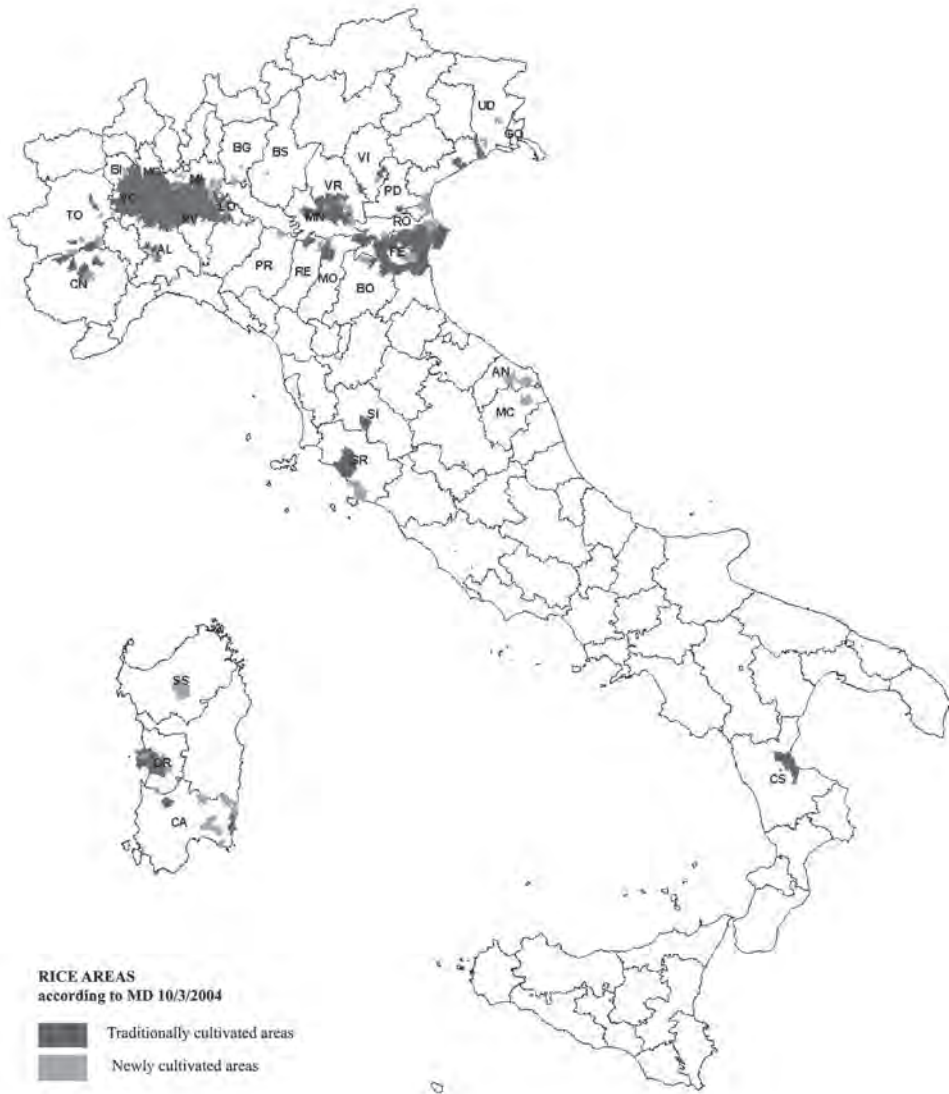 UD
GO
BG
BS
VI
BI
MI
VR
PD
LO
TO
MN
RO
PV
FE
AL
PR
RE
MO
BO
CN
AN
MC
SI
SR
SS
OR
CA
CS
RICE AREAS
according to MD 10/3/2004
Traditionally cultivated areas
Newly cultivated areas